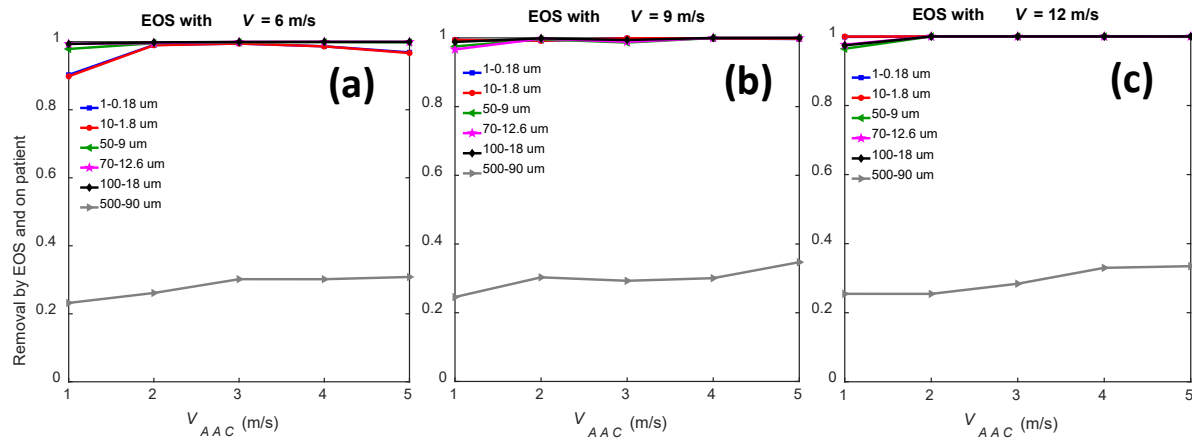 EOS with V = 6 m/s
(a)
1-0.18 um
10-1.8 um
50-9 um
70-12.6 um
100-18 um
500-90 um
Removal by EOS and on patient
1
0.8
0.6
0.4
0.2
0
1 2 3 4 5
V AAC (m/s)
EOS with V = 9 m/s
(b)
1-0.18 um
10-1.8 um
50-9 um
70-12.6 um
100-18 um
500-90 um
1
0.8
0.6
0.4
0.2
0
1 2 3 4 5
V AAC (m/s)
EOS with V = 12 m/s
(c)
1-0.18 um
10-1.8 um
50-9 um
70-12.6 um
100-18 um
500-90 um
1
0.8
0.6
0.4
0.2
0
1 2 3 4 5
V AAC (m/s)